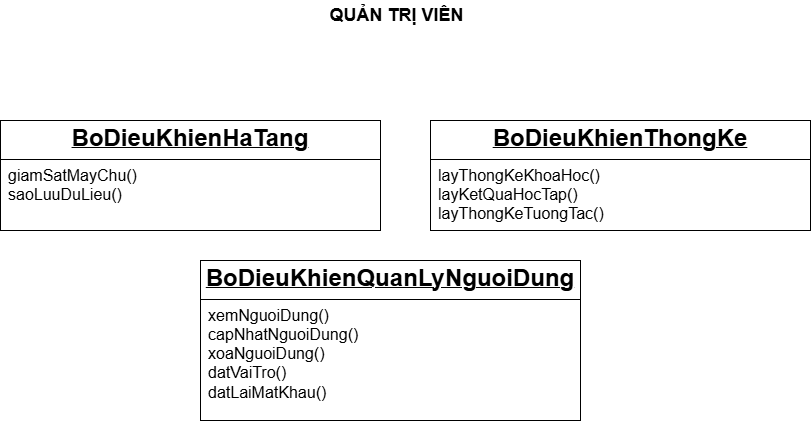 QUẢN TRỊ VIÊN
BoDieuKhienHaTang
giamSatMayChu()
saoLuuDuLieu()
BoDieuKhienThongKe
layThongKeKhoaHoc()
layKetQuaHocTap()
layThongKeTuongTac()
BoDieuKhienQuanLyNguoiDung
xemNguoiDung()
capNhatNguoiDung()
xoaNguoiDung()
datVaiTro()
datLaiMatKhau()